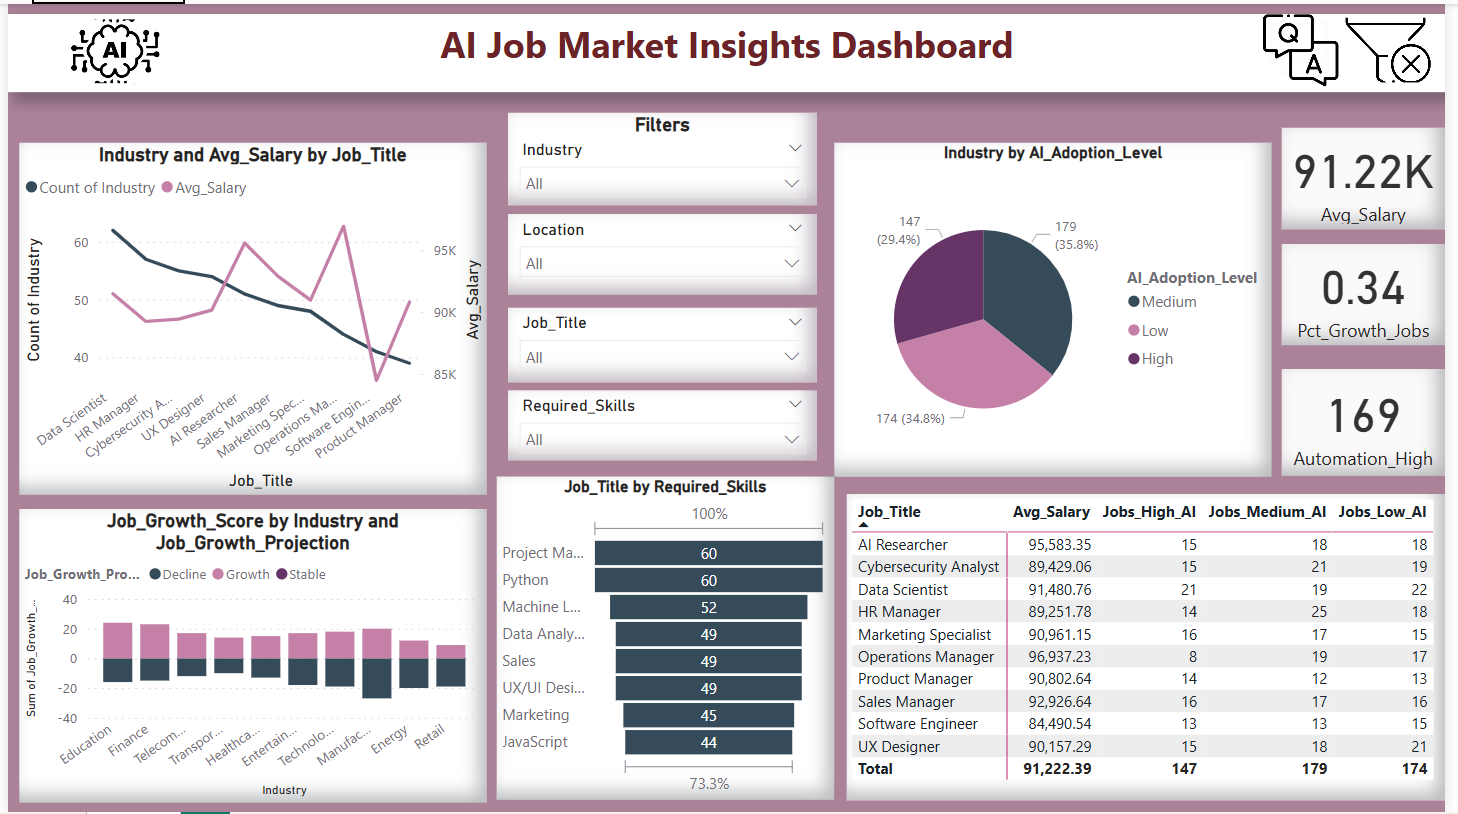 AI
AI Job Market Insights Dashboard
Q
A
Industry and Avg_Salary by Job_Title
Count of Industry Avg_Salary
Count of Industry
60
50
40
95K
90K
85K
Avg_Salary
Data Scientist
HR Manager
Cybersecurity A...
UX Designer
AI Researcher
Sales Manager
Marketing Spec...
Operations Ma...
Software Engin...
Product Manager
Job_Title
Filters
Industry
All
Location
All
Job_Title
All
Required_Skills
All
Industry by AI_Adoption_Level
147
(29.4%)
179
(35.8%)
174 (34.8%)
AI_Adoption_Level
Medium
Low
High
91.22K
Avg_Salary
0.34
Pct_Growth_Jobs
169
Automation_High
Job_Growth_Score by Industry and
Job_Growth_Projection
Job_Growth_Pro... Decline Growth Stable
Sum of Job_Growth_...
40
20
0
-20
-40
Education
Finance
Telecom...
Transpor...
Healthca...
Entertain...
Technolo...
Manufac...
Energy
Retail
Industry
Job_Title by Required_Skills
100%
Project Ma... 60
Python 60
Machine L... 52
Data Analy... 49
Sales 49
UX/UI Desi... 49
Marketing 45
JavaScript 44
73.3%
Job_Title Avg_Salary Jobs_High_AI Jobs_Medium_AI Jobs_Low_AI
AI Researcher 95,583.35 15 18 18
Cybersecurity Analyst 89,429.06 15 21 19
Data Scientist 91,480.76 21 19 22
HR Manager 89,251.78 14 25 18
Marketing Specialist 90,961.15 16 17 15
Operations Manager 96,937.23 8 19 17
Product Manager 90,802.64 14 12 13
Sales Manager 92,926.64 16 17 16
Software Engineer 84,490.54 13 13 15
UX Designer 90,157.29 15 18 21
Total 91,222.39 147 179 174